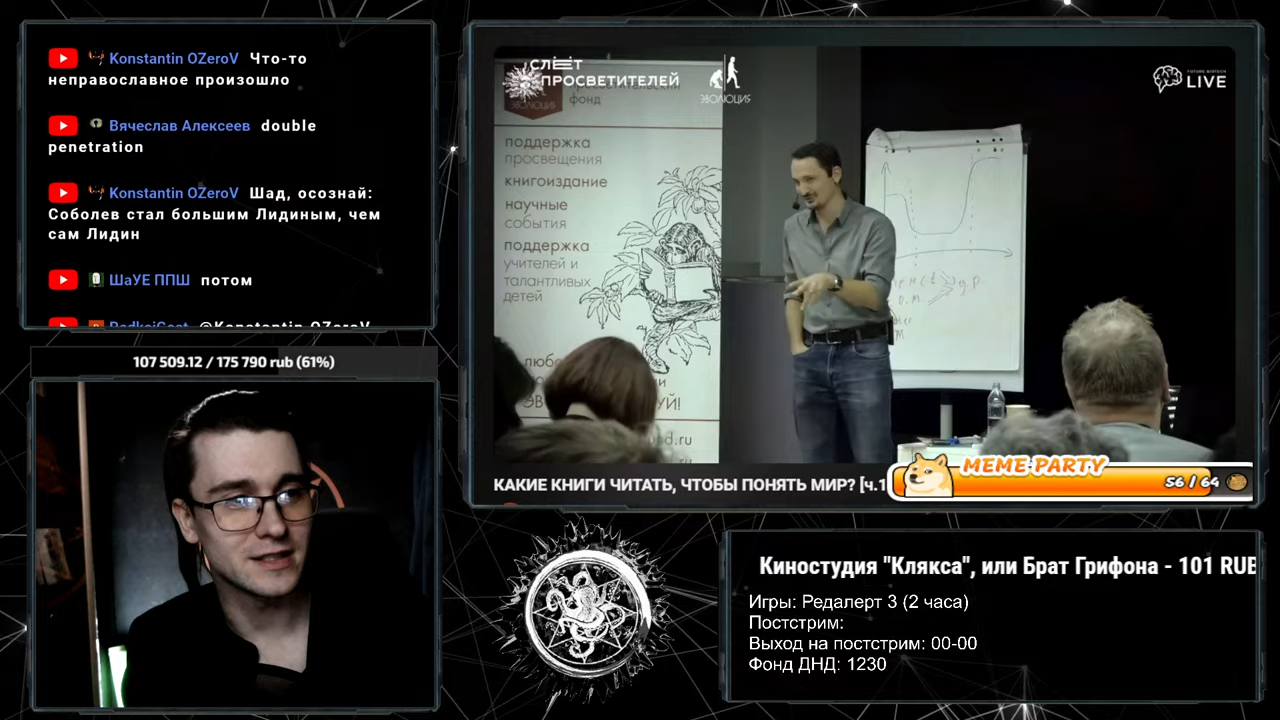 Konstantin OZeroV Что-то
неправославное произошло
Вячеслав Алексеев double
penetration
Konstantin OZeroV Шад, осознай:
Соболев стал большим Лидиным, чем
сам Лидин
ШаУЕ ППШ потом
107 509.12 / 175 790 rub (61%)
СЛЁТ
ПРОСВЕТИТЕЛЕЙ
ЭВОЛЮЦИЯ
LIVE
ЭВОЛЮЦИЯ
фонд
поддержка
просвещения
книгоиздание
научные
события
поддержка
учителей и
талантливых
детей
КАКИЕ КНИГИ ЧИТАТЬ, ЧТОБЫ ПОНЯТЬ МИР? [ч.1
MEME PARTY
56 / 64
Киностудия "Клякса", или Брат Грифона - 101 RUB
Игры: Редалерт 3 (2 часа)
Постстрим:
Выход на постстрим: 00-00
Фонд ДНД: 1230